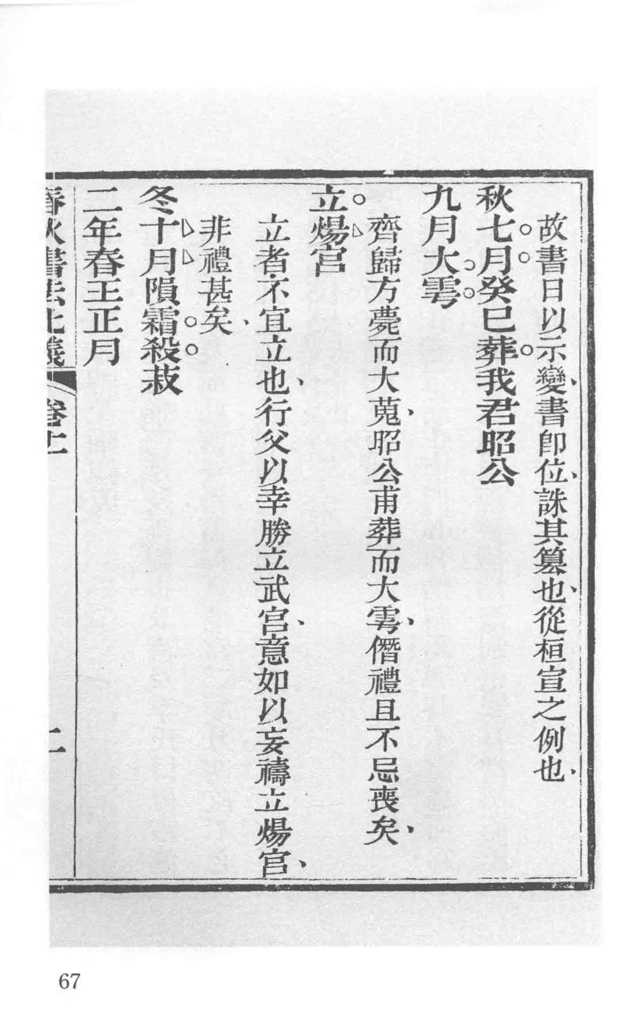 故書日以示變書卽位誅其篡也從桓宣之例也
秋七月癸巳葬我君昭公
九月大雩
齊歸方薨而大蒐昭公甫葬而大雩僭禮且不忌喪矣
立煬宮
立者不宜立也行父以幸勝立武宮意如以妄禱立煬宮
非禮甚矣
冬十月隕霜殺菽
二年春王正月
春秋書法比義 卷十一 二
67